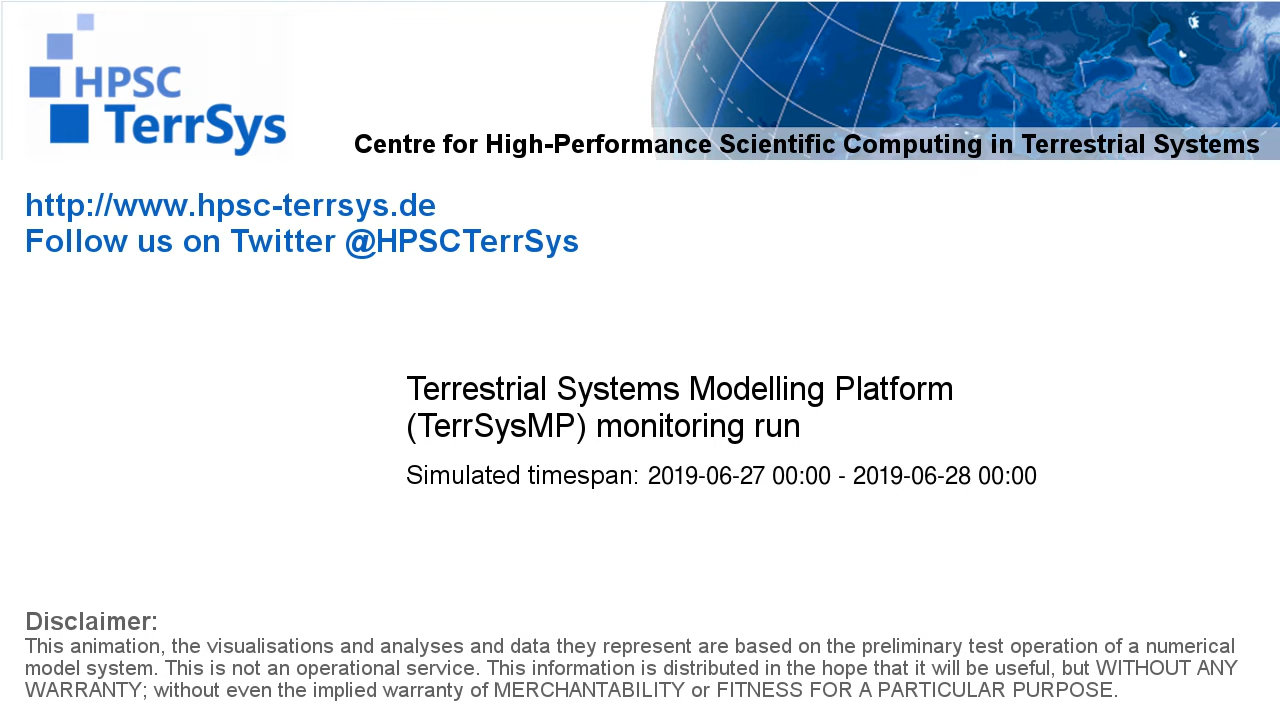 HPSC
TerrSys
Centre for High-Performance Scientific Computing in Terrestrial Systems
http://www.hpsc-terrsys.de
Follow us on Twitter @HPSCTerrSys
Terrestrial Systems Modelling Platform
(TerrSysMP) monitoring run
Simulated timespan: 2019-06-27 00:00 - 2019-06-28 00:00
Disclaimer:
This animation, the visualisations and analyses and data they represent are based on the preliminary test operation of a numerical
model system. This is not an operational service. This information is distributed in the hope that it will be useful, but WITHOUT ANY
WARRANTY; without even the implied warranty of MERCHANTABILITY or FITNESS FOR A PARTICULAR PURPOSE.